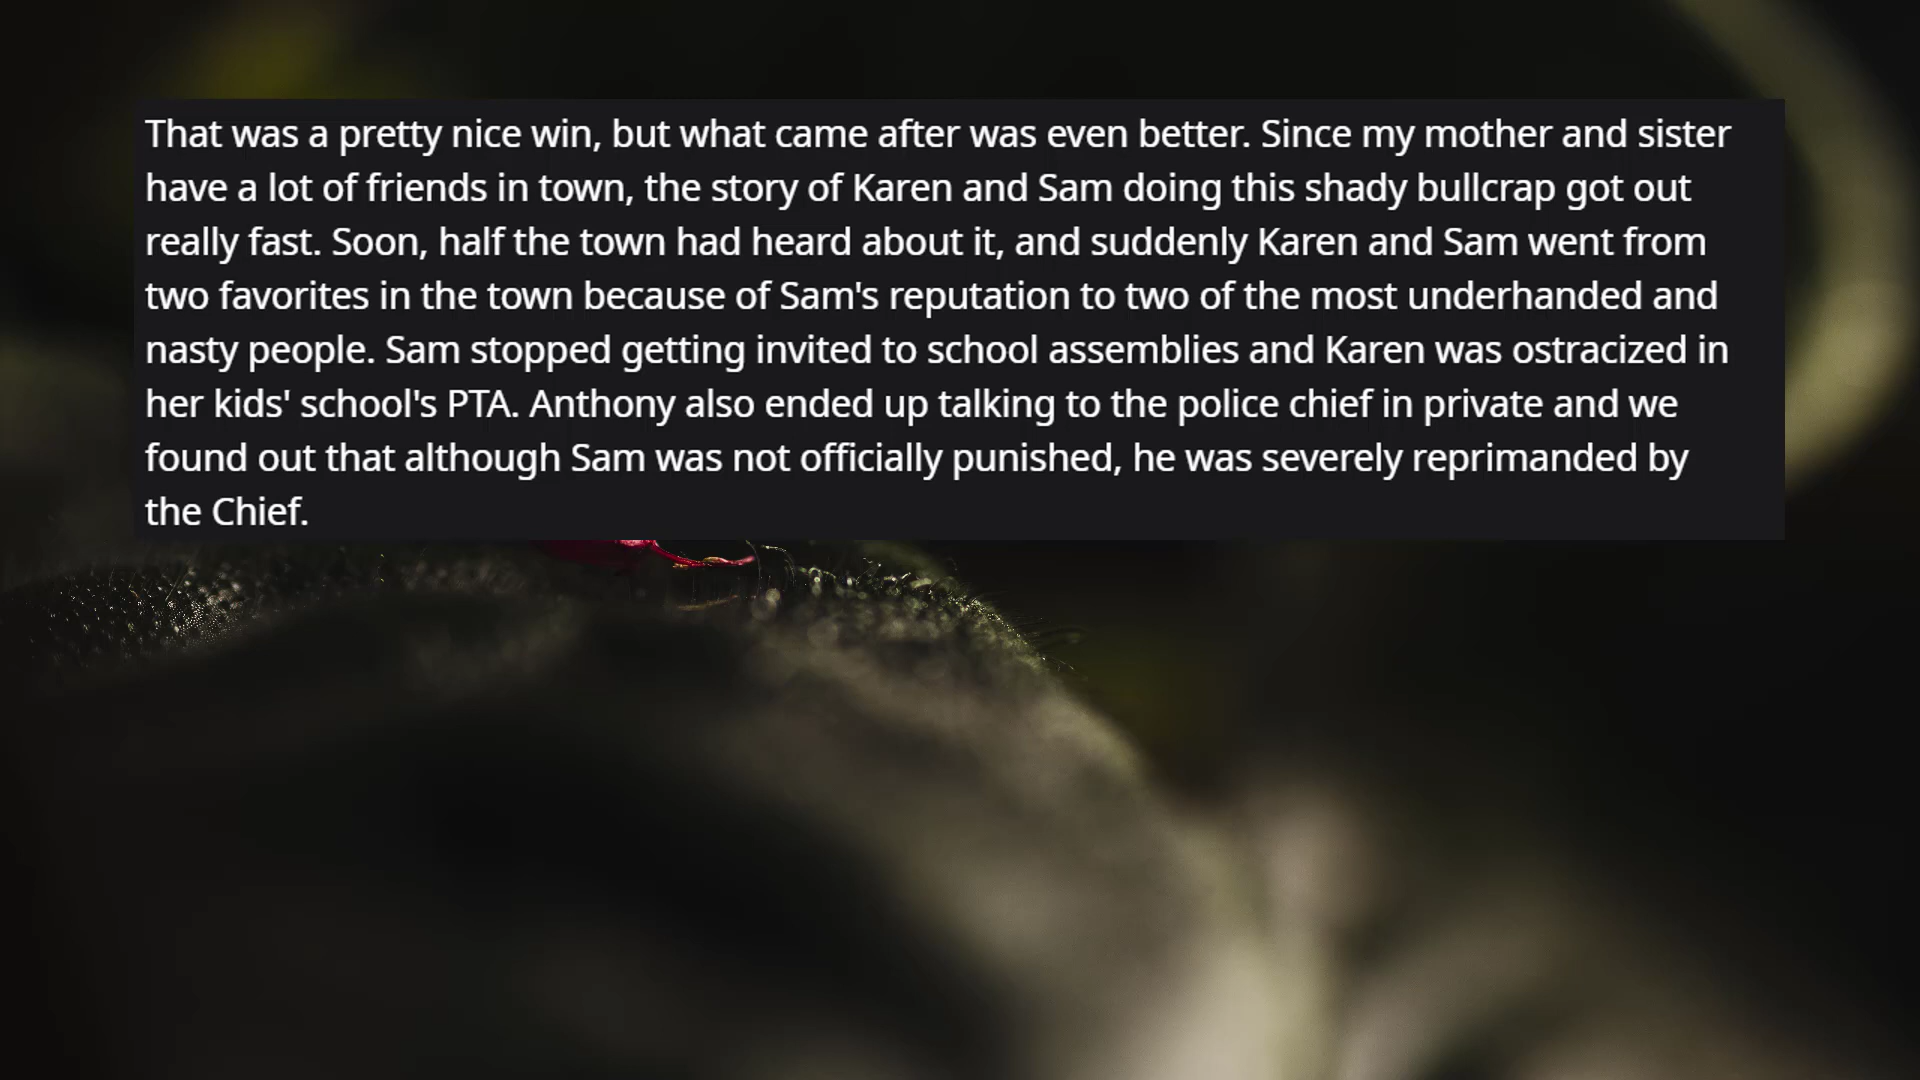 That was a pretty nice win, but what came after was even better. Since my mother and sister
have a lot of friends in town, the story of Karen and Sam doing this shady bullcrap got out
really fast. Soon, half the town had heard about it, and suddenly Karen and Sam went from
two favorites in the town because of Sam's reputation to two of the most underhanded and
nasty people. Sam stopped getting invited to school assemblies and Karen was ostracized in
her kids' school's PTA. Anthony also ended up talking to the police chief in private and we
found out that although Sam was not officially punished, he was severely reprimanded by
the Chief.